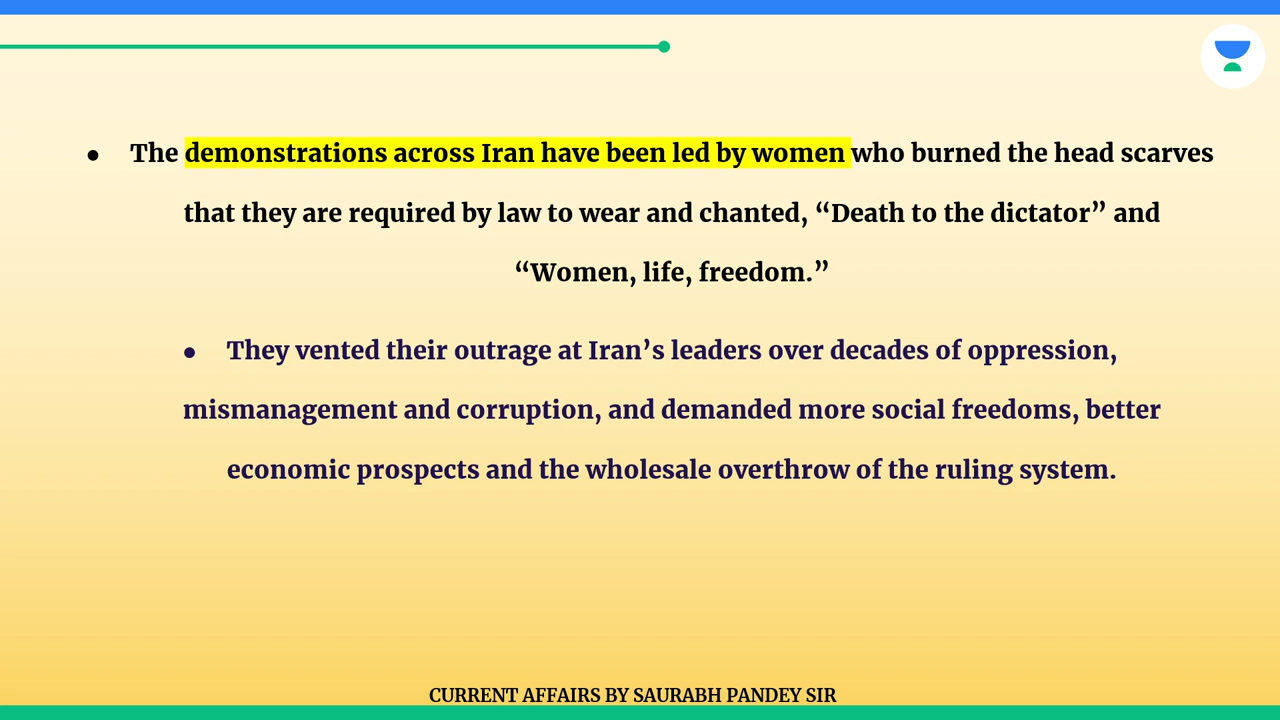 ● The demonstrations across Iran have been led by women who burned the head scarves
that they are required by law to wear and chanted, “Death to the dictator” and
“Women, life, freedom.”
● They vented their outrage at Iran’s leaders over decades of oppression,
mismanagement and corruption, and demanded more social freedoms, better
economic prospects and the wholesale overthrow of the ruling system.
CURRENT AFFAIRS BY SAURABH PANDEY SIR